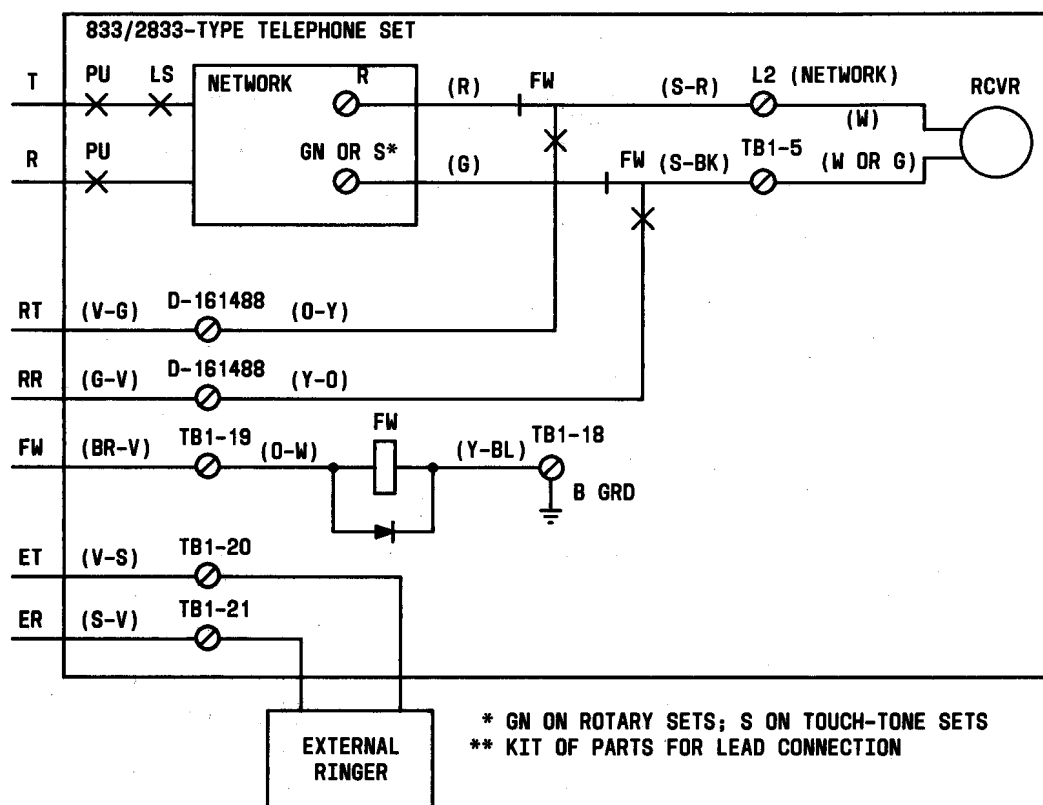 833/2833-TYPE TELEPHONE SET
T PU LS NETWORK R (R) FW (S-R) L2 (NETWORK) RCVR
(W)
R PU GN OR S* (G) FW (S-BK) TB1-5 (W OR G)
RT (V-G) D-161488 (O-Y)
RR (G-V) D-161488 (Y-O)
FW (BR-V) TB1-19 (O-W) FW (Y-BL) TB1-18
B GRD
ET (V-S) TB1-20
ER (S-V) TB1-21
EXTERNAL
RINGER
* GN ON ROTARY SETS; S ON TOUCH-TONE SETS
** KIT OF PARTS FOR LEAD CONNECTION